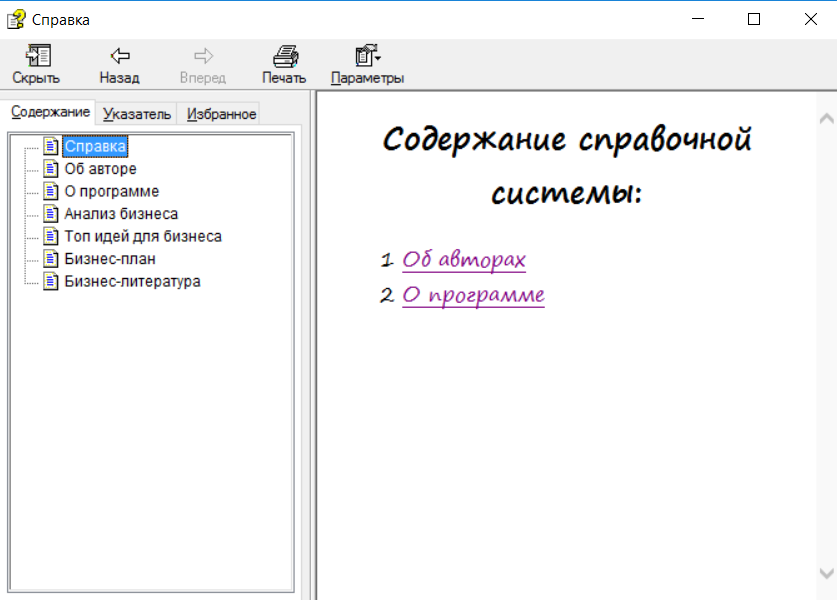 Справка
Скрыть Назад Вперед Печать Параметры
Содержание Указатель Избранное
Справка
Об авторе
О программе
Анализ бизнеса
Топ идей для бизнеса
Бизнес-план
Бизнес-литература
Содержание справочной
системы:
1 Об авторах
2 О программе